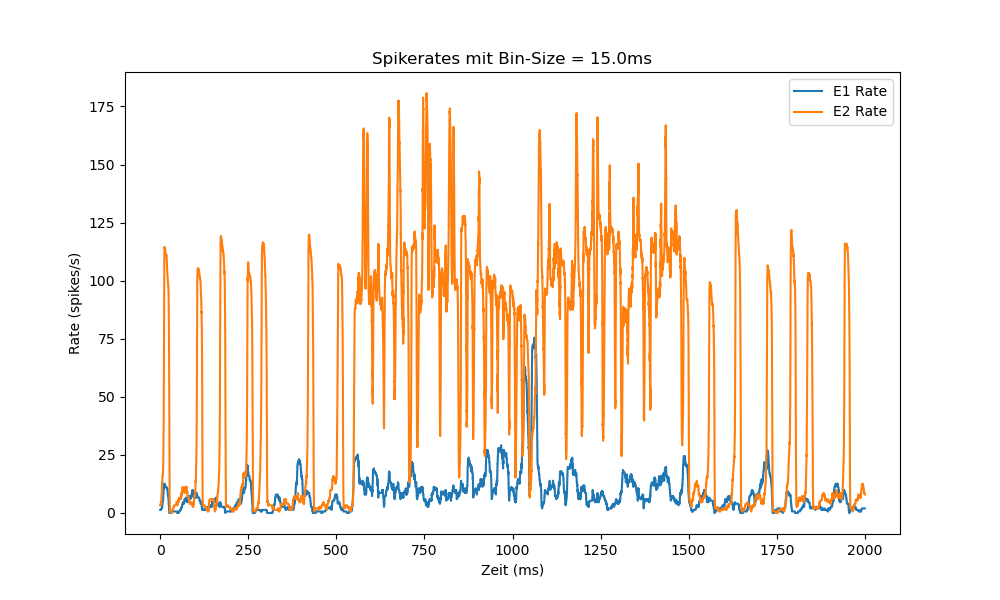 Spikerates mit Bin-Size = 15.0ms
E1 Rate
E2 Rate
175
150
125
100
75
50
25
0
Rate (spikes/s)
0 250 500 750 1000 1250 1500 1750 2000
Zeit (ms)